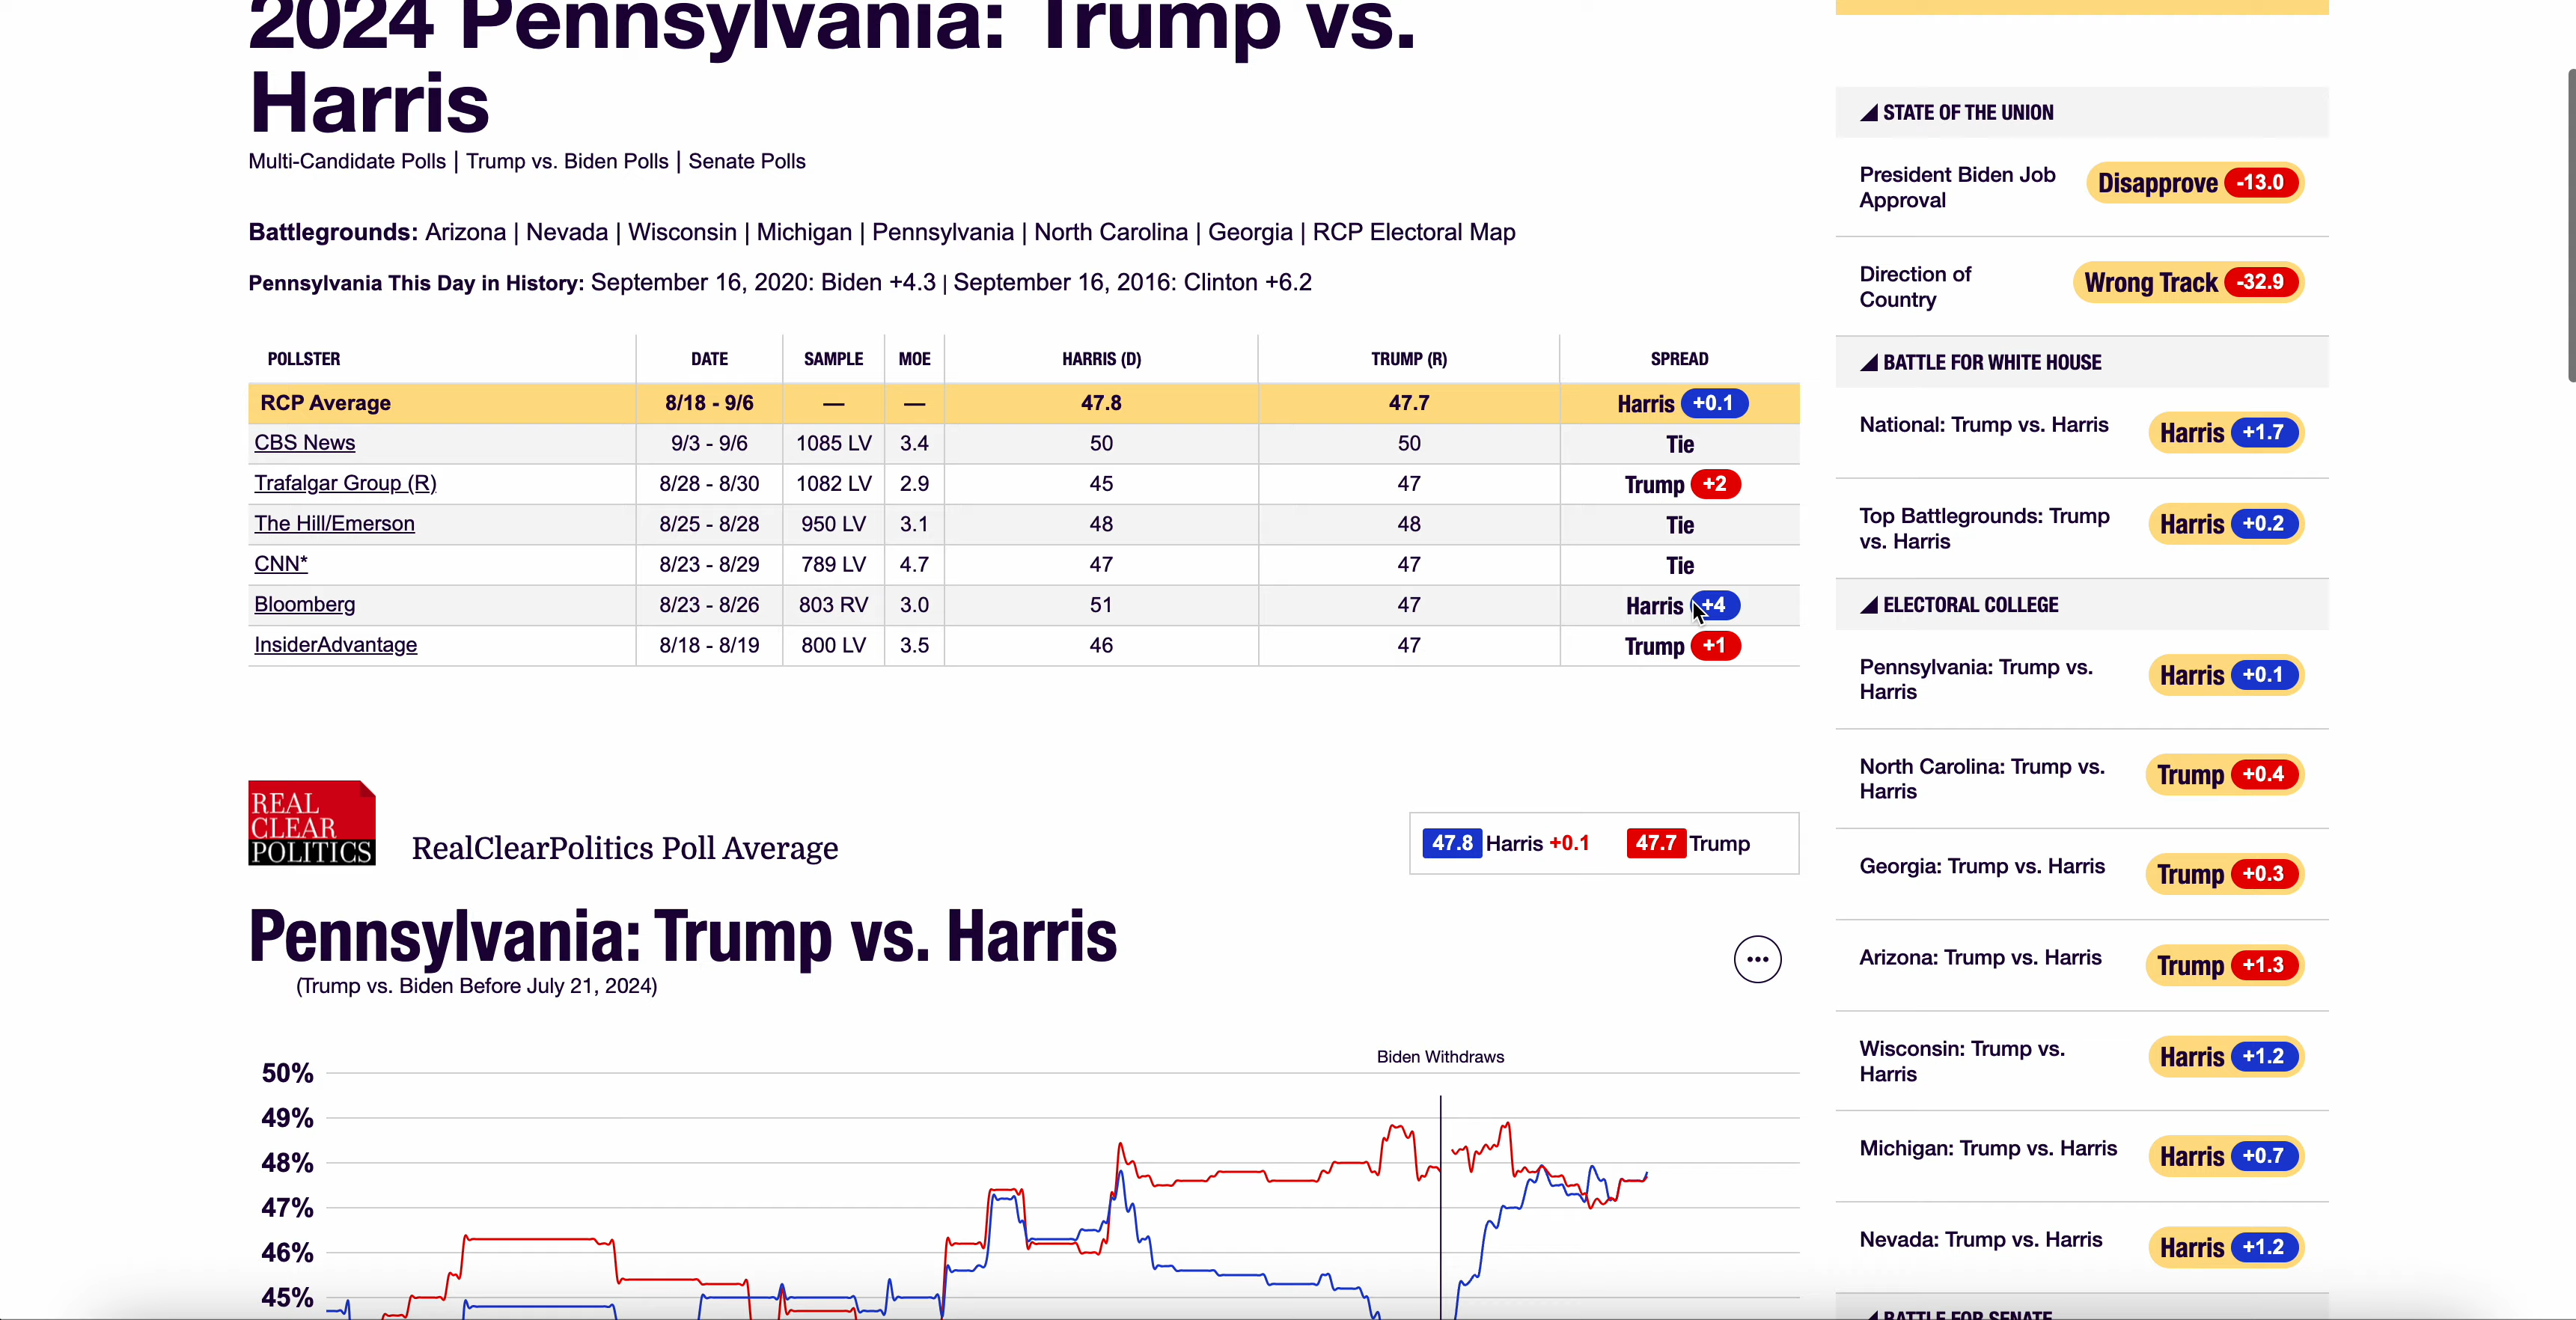 2024 Pennsylvania: Trump vs.
Harris
Multi-Candidate Polls | Trump vs. Biden Polls | Senate Polls
Battlegrounds: Arizona | Nevada | Wisconsin | Michigan | Pennsylvania | North Carolina | Georgia | RCP Electoral Map
Pennsylvania This Day in History: September 16, 2020: Biden +4.3 | September 16, 2016: Clinton +6.2
POLLSTER DATE SAMPLE MOE HARRIS (D) TRUMP (R) SPREAD
RCP Average 8/18 - 9/6 — — 47.8 47.7 Harris +0.1
CBS News 9/3 - 9/6 1085 LV 3.4 50 50 Tie
Trafalgar Group (R) 8/28 - 8/30 1082 LV 2.9 45 47 Trump +2
The Hill/Emerson 8/25 - 8/28 950 LV 3.1 48 48 Tie
CNN* 8/23 - 8/29 789 LV 4.7 47 47 Tie
Bloomberg 8/23 - 8/26 803 RV 3.0 51 47 Harris +4
InsiderAdvantage 8/18 - 8/19 800 LV 3.5 46 47 Trump +1
REAL
CLEAR
POLITICS
RealClearPolitics Poll Average
47.8 Harris +0.1 47.7 Trump
Pennsylvania: Trump vs. Harris
...
(Trump vs. Biden Before July 21, 2024)
Biden Withdraws
50%
49%
48%
47%
46%
45%
STATE OF THE UNION
President Biden Job
Approval
Disapprove -13.0
Direction of
Country
Wrong Track -32.9
BATTLE FOR WHITE HOUSE
National: Trump vs. Harris Harris +1.7
Top Battlegrounds: Trump
vs. Harris
Harris +0.2
ELECTORAL COLLEGE
Pennsylvania: Trump vs.
Harris
Harris +0.1
North Carolina: Trump vs.
Harris
Trump +0.4
Georgia: Trump vs. Harris Trump +0.3
Arizona: Trump vs. Harris Trump +1.3
Wisconsin: Trump vs.
Harris
Harris +1.2
Michigan: Trump vs. Harris Harris +0.7
Nevada: Trump vs. Harris Harris +1.2
BATTLE FOR SENATE